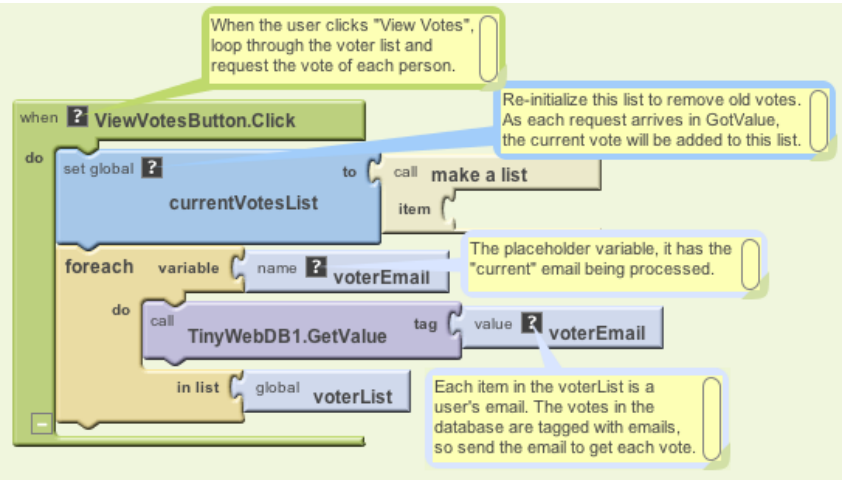 When the user clicks "View Votes",
loop through the voter list and
request the vote of each person.
Re-initialize this list to remove old votes.
As each request arrives in GotValue,
the current vote will be added to this list.
when ? ViewVotesButton.Click
do
set global ?
to
call make a list
currentVotesList
item
The placeholder variable, it has the
"current" email being processed.
foreach
variable
name ? voterEmail
do
call
TinyWebDB1.GetValue
tag
value ? voterEmail
in list
global voterList
Each item in the voterList is a
user's email. The votes in the
database are tagged with emails,
so send the email to get each vote.